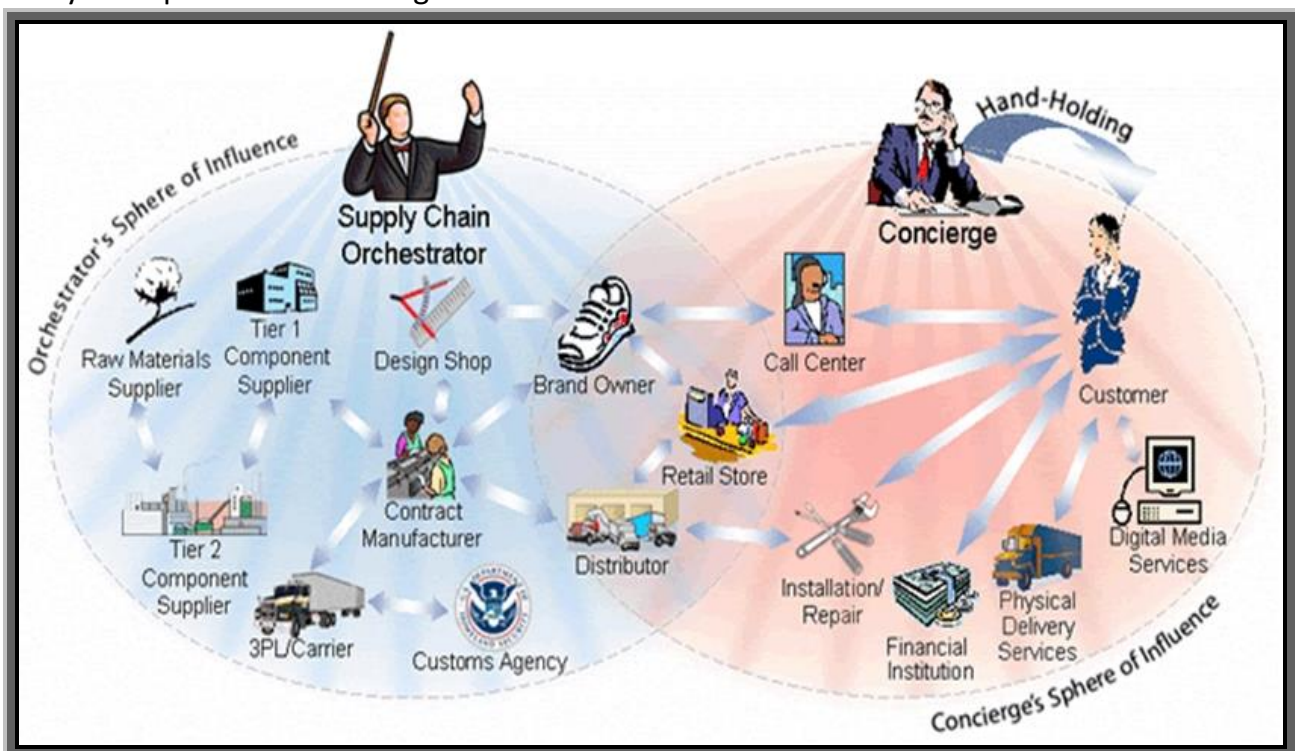 Orchestrator's Sphere of Influence
Supply Chain
Orchestrator
Concierge
Hand-Holding
Raw Materials
Supplier
Tier 1
Component
Supplier
Design Shop
Brand Owner
Call Center
Customer
Retail Store
Contract
Manufacturer
Tier 2
Component
Supplier
Distributor
Installation/
Repair
Digital Media
Services
3PL/Carrier
Customs Agency
Financial
Institution
Physical
Delivery
Services
Concierge's Sphere of Influence